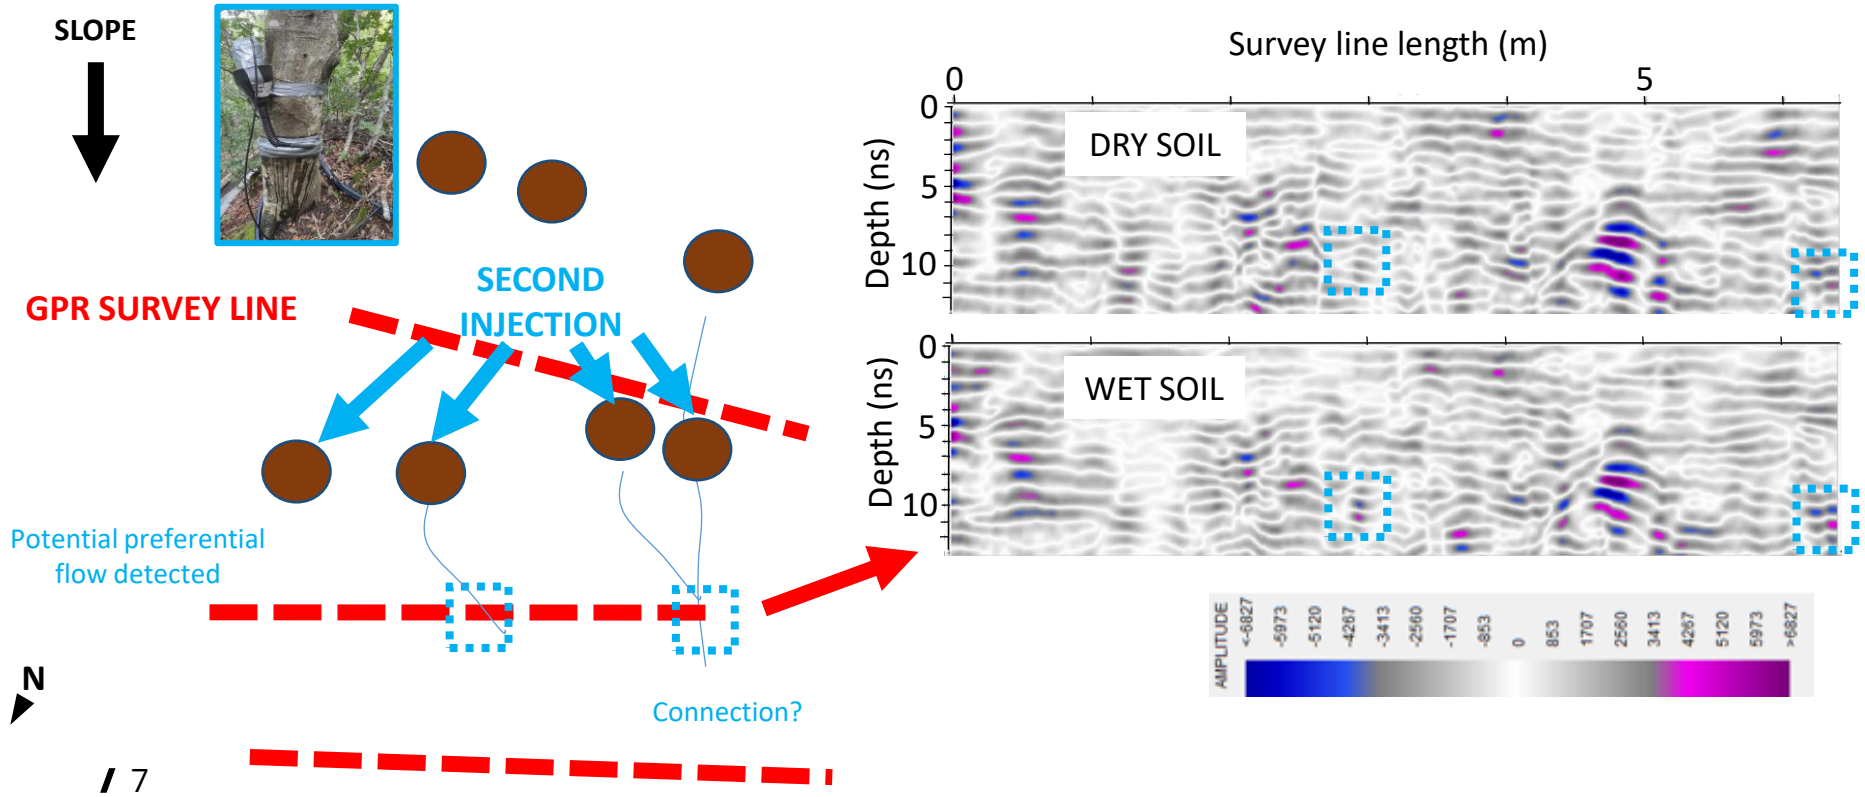 SLOPE
GPR SURVEY LINE
SECOND
INJECTION
Potential preferential
flow detected
Connection?
N
7
Survey line length (m)
0
5
Depth (ns)
0
5
10
DRY SOIL
Depth (ns)
0
5
10
WET SOIL
AMPLITUDE
<-6827
-5973
-5120
-4267
-3413
-2560
-1707
-853
0
853
1707
2560
3413
4267
5120
5973
>6827